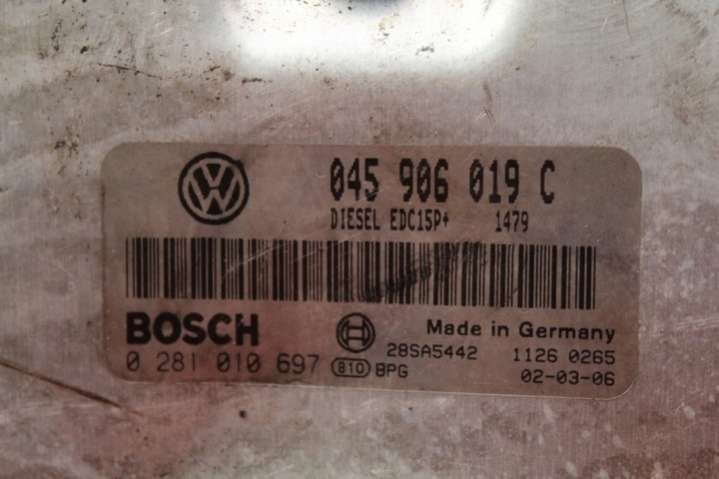 VW 045 906 019 C
DIESEL EDC15P+ 1479
BOSCH Made in Germany
28SA5442 1126 0265
0 281 010 697 810 BPG 02-03-06